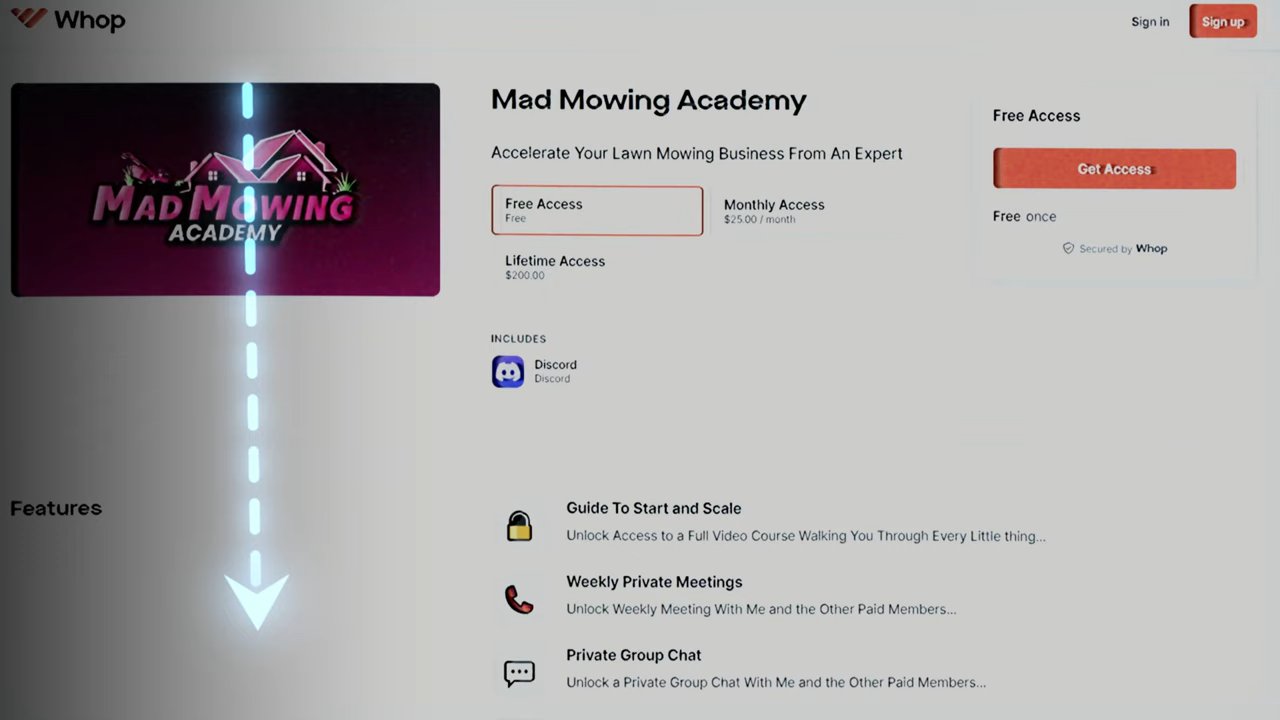 Whop
Sign in
Sign up
MAD MOWING
ACADEMY
Mad Mowing Academy
Accelerate Your Lawn Mowing Business From An Expert
Free Access
Free
Monthly Access
$25.00 / month
Lifetime Access
$200.00
Free Access
Get Access
Free once
Secured by Whop
INCLUDES
Discord
Discord
Features
Guide To Start and Scale
Unlock Access to a Full Video Course Walking You Through Every Little thing...
Weekly Private Meetings
Unlock Weekly Meeting With Me and the Other Paid Members...
Private Group Chat
Unlock a Private Group Chat With Me and the Other Paid Members...